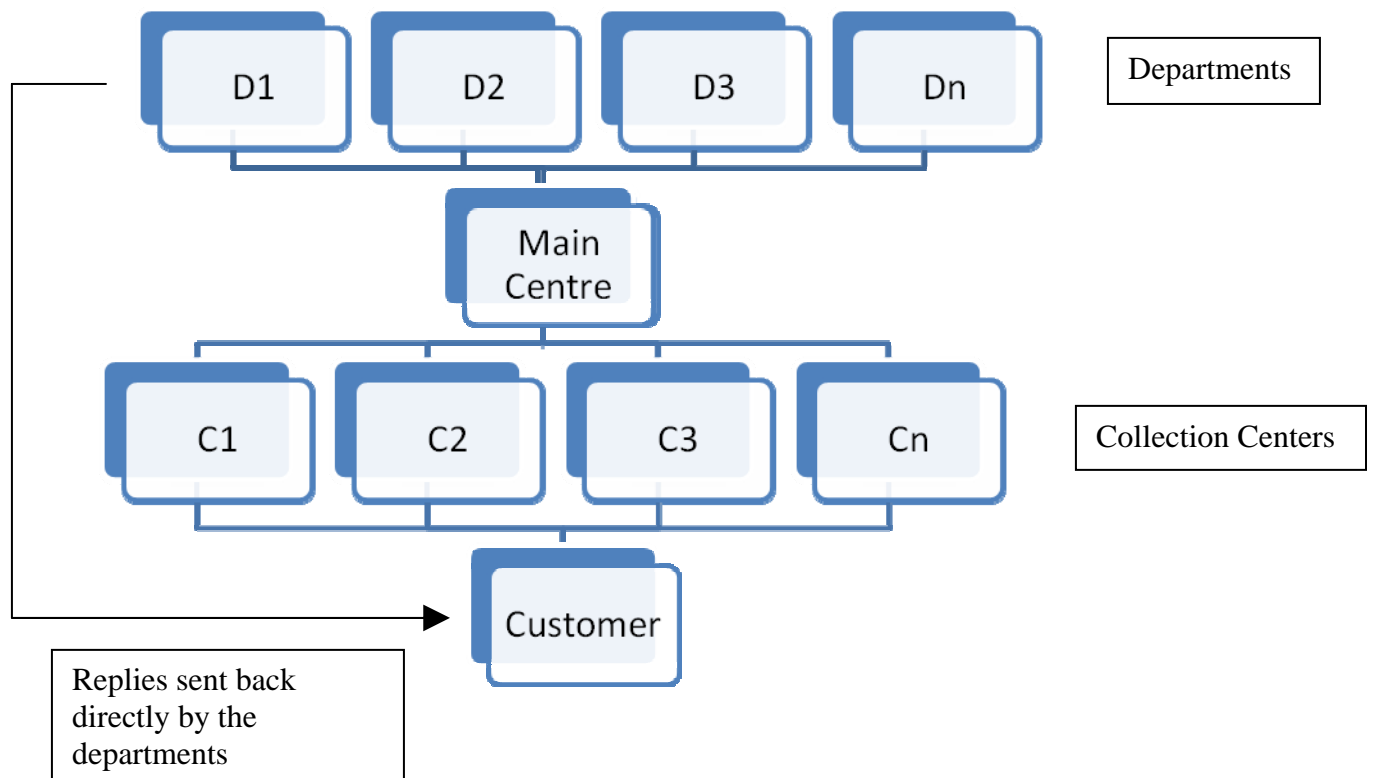 D1
D2
D3
Dn
Departments
Main
Centre
C1
C2
C3
Cn
Collection Centers
Customer
Replies sent back
directly by the
departments